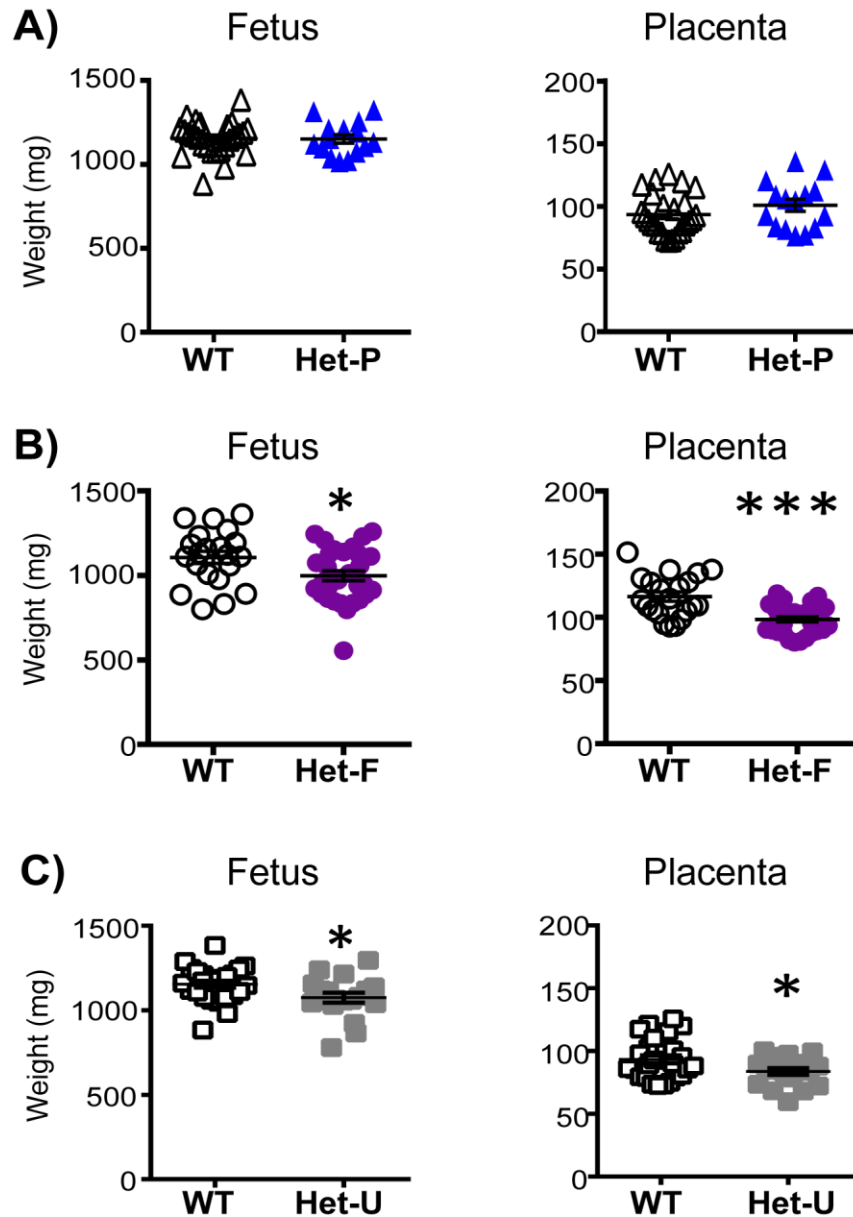 A)
Fetus
Placenta
Weight (mg)
1500
1000
500
0
WT
Het-P
200
150
100
50
0
WT
Het-P
B)
Fetus
Placenta
Weight (mg)
1500
1000
500
0
*
WT
Het-F
200
150
100
50
0
***
WT
Het-F
C)
Fetus
Placenta
Weight (mg)
1500
1000
500
0
*
WT
Het-U
200
150
100
50
0
*
WT
Het-U